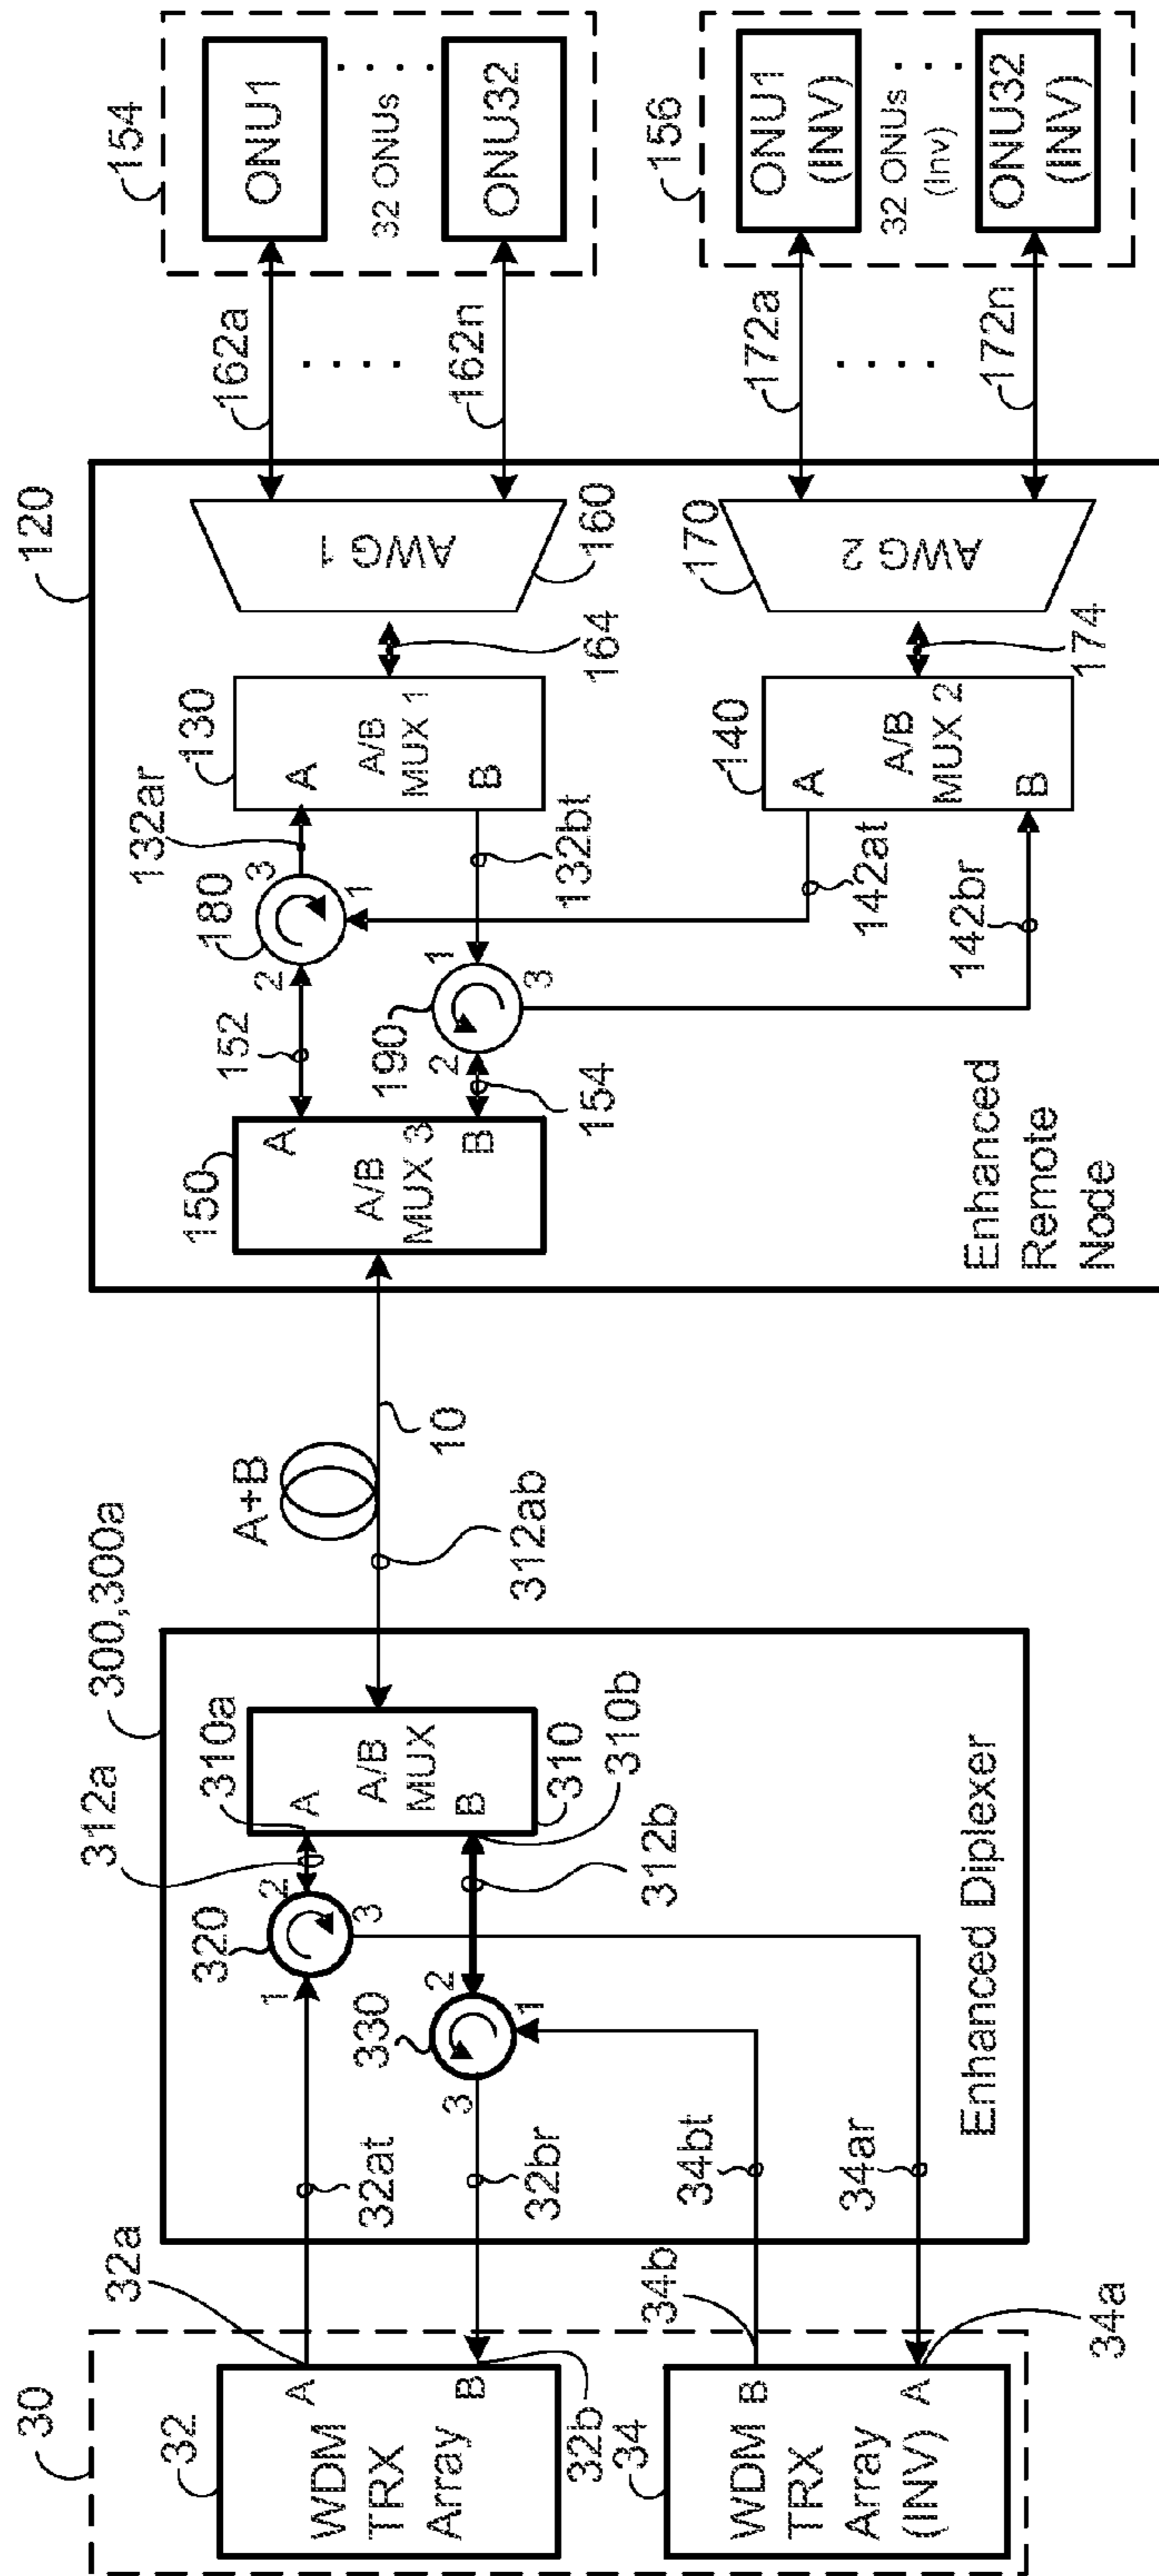 30
32
WDM
TRX
Array
A
B
32a
32b
34
WDM
TRX
Array
(INV)
B
A
34b
34a
300,300a
32at
32br
34bt
34ar
1
320
2
3
330
2
1
3
312a
310a
A
A/B
MUX
B
310
310b
312b
Enhanced Diplexer
A+B
10
312ab
120
150
A
A/B
MUX 3
B
152
154
180
2
3
1
190
2
1
3
132ar
132bt
142at
142br
130
A
A/B
MUX 1
B
140
A
A/B
MUX 2
B
164
174
AWG 1
160
AWG 2
170
Enhanced
Remote
Node
162a
162n
172a
172n
154
ONU1
32 ONUs
ONU32
156
ONU1
(INV)
32 ONUs
(Inv)
ONU32
(INV)